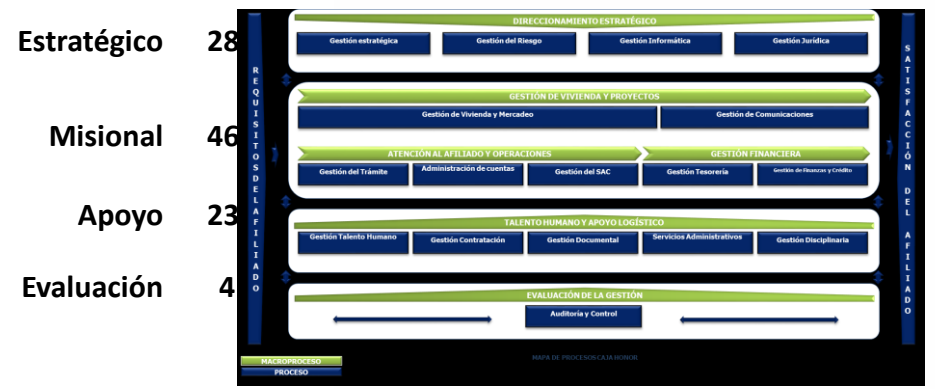 Estratégico 28
Misional 46
Apoyo 23
Evaluación 4
REQUISITOS DEL AFILIADO
DIRECCIONAMIENTO ESTRATÉGICO
Gestión estratégica
Gestión del Riesgo
Gestión Informática
Gestión Jurídica
GESTIÓN DE VIVIENDA Y PROYECTOS
Gestión de Vivienda y Mercadeo
Gestión de Comunicaciones
ATENCIÓN AL AFILIADO Y OPERACIONES
GESTIÓN FINANCIERA
Gestión del Trámite
Administración de cuentas
Gestión del SAC
Gestión Tesorería
Gestión de Finanzas y Crédito
TALENTO HUMANO Y APOYO LOGÍSTICO
Gestión Talento Humano
Gestión Contratación
Gestión Documental
Servicios Administrativos
Gestión Disciplinaria
EVALUACIÓN DE LA GESTIÓN
Auditoría y Control
SATISFACCIÓN DEL AFILIADO
MACROPROCESO
PROCESO
MAPA DE PROCESOS CAJA HONOR